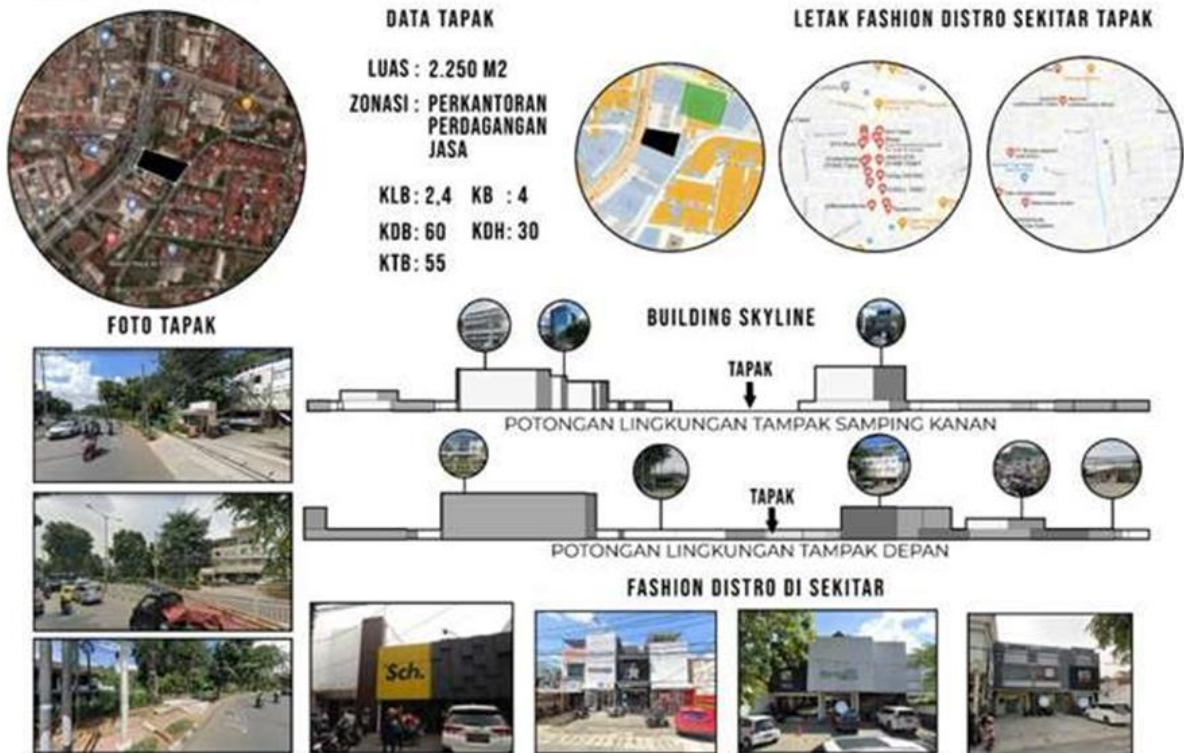 DATA TAPAK
LUAS : 2.250 M2
ZONASI : PERKANTORAN
PERDAGANGAN
JASA
KLB : 2,4 KB : 4
KDB : 60 KDH : 30
KTB : 55
LETAK FASHION DISTRO SEKITAR TAPAK
FOTO TAPAK
BUILDING SKYLINE
TAPAK
POTONGAN LINGKUNGAN TAMPAK SAMPING KANAN
TAPAK
POTONGAN LINGKUNGAN TAMPAK DEPAN
FASHION DISTRO DI SEKITAR
Sch.